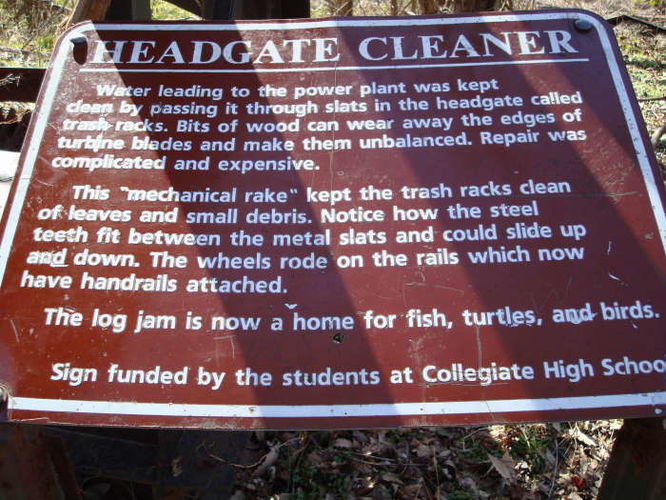 HEADGATE CLEANER
Water leading to the power plant was kept
clean by passing it through slats in the headgate called
trash racks. Bits of wood can wear away the edges of
turbine blades and make them unbalanced. Repair was
complicated and expensive.
This "mechanical rake" kept the trash racks clean
of leaves and small debris. Notice how the steel
teeth fit between the metal slats and could slide up
and down. The wheels rode on the rails which now
have handrails attached.
The log jam is now a home for fish, turtles, and birds.
Sign funded by the students at Collegiate High Schoo